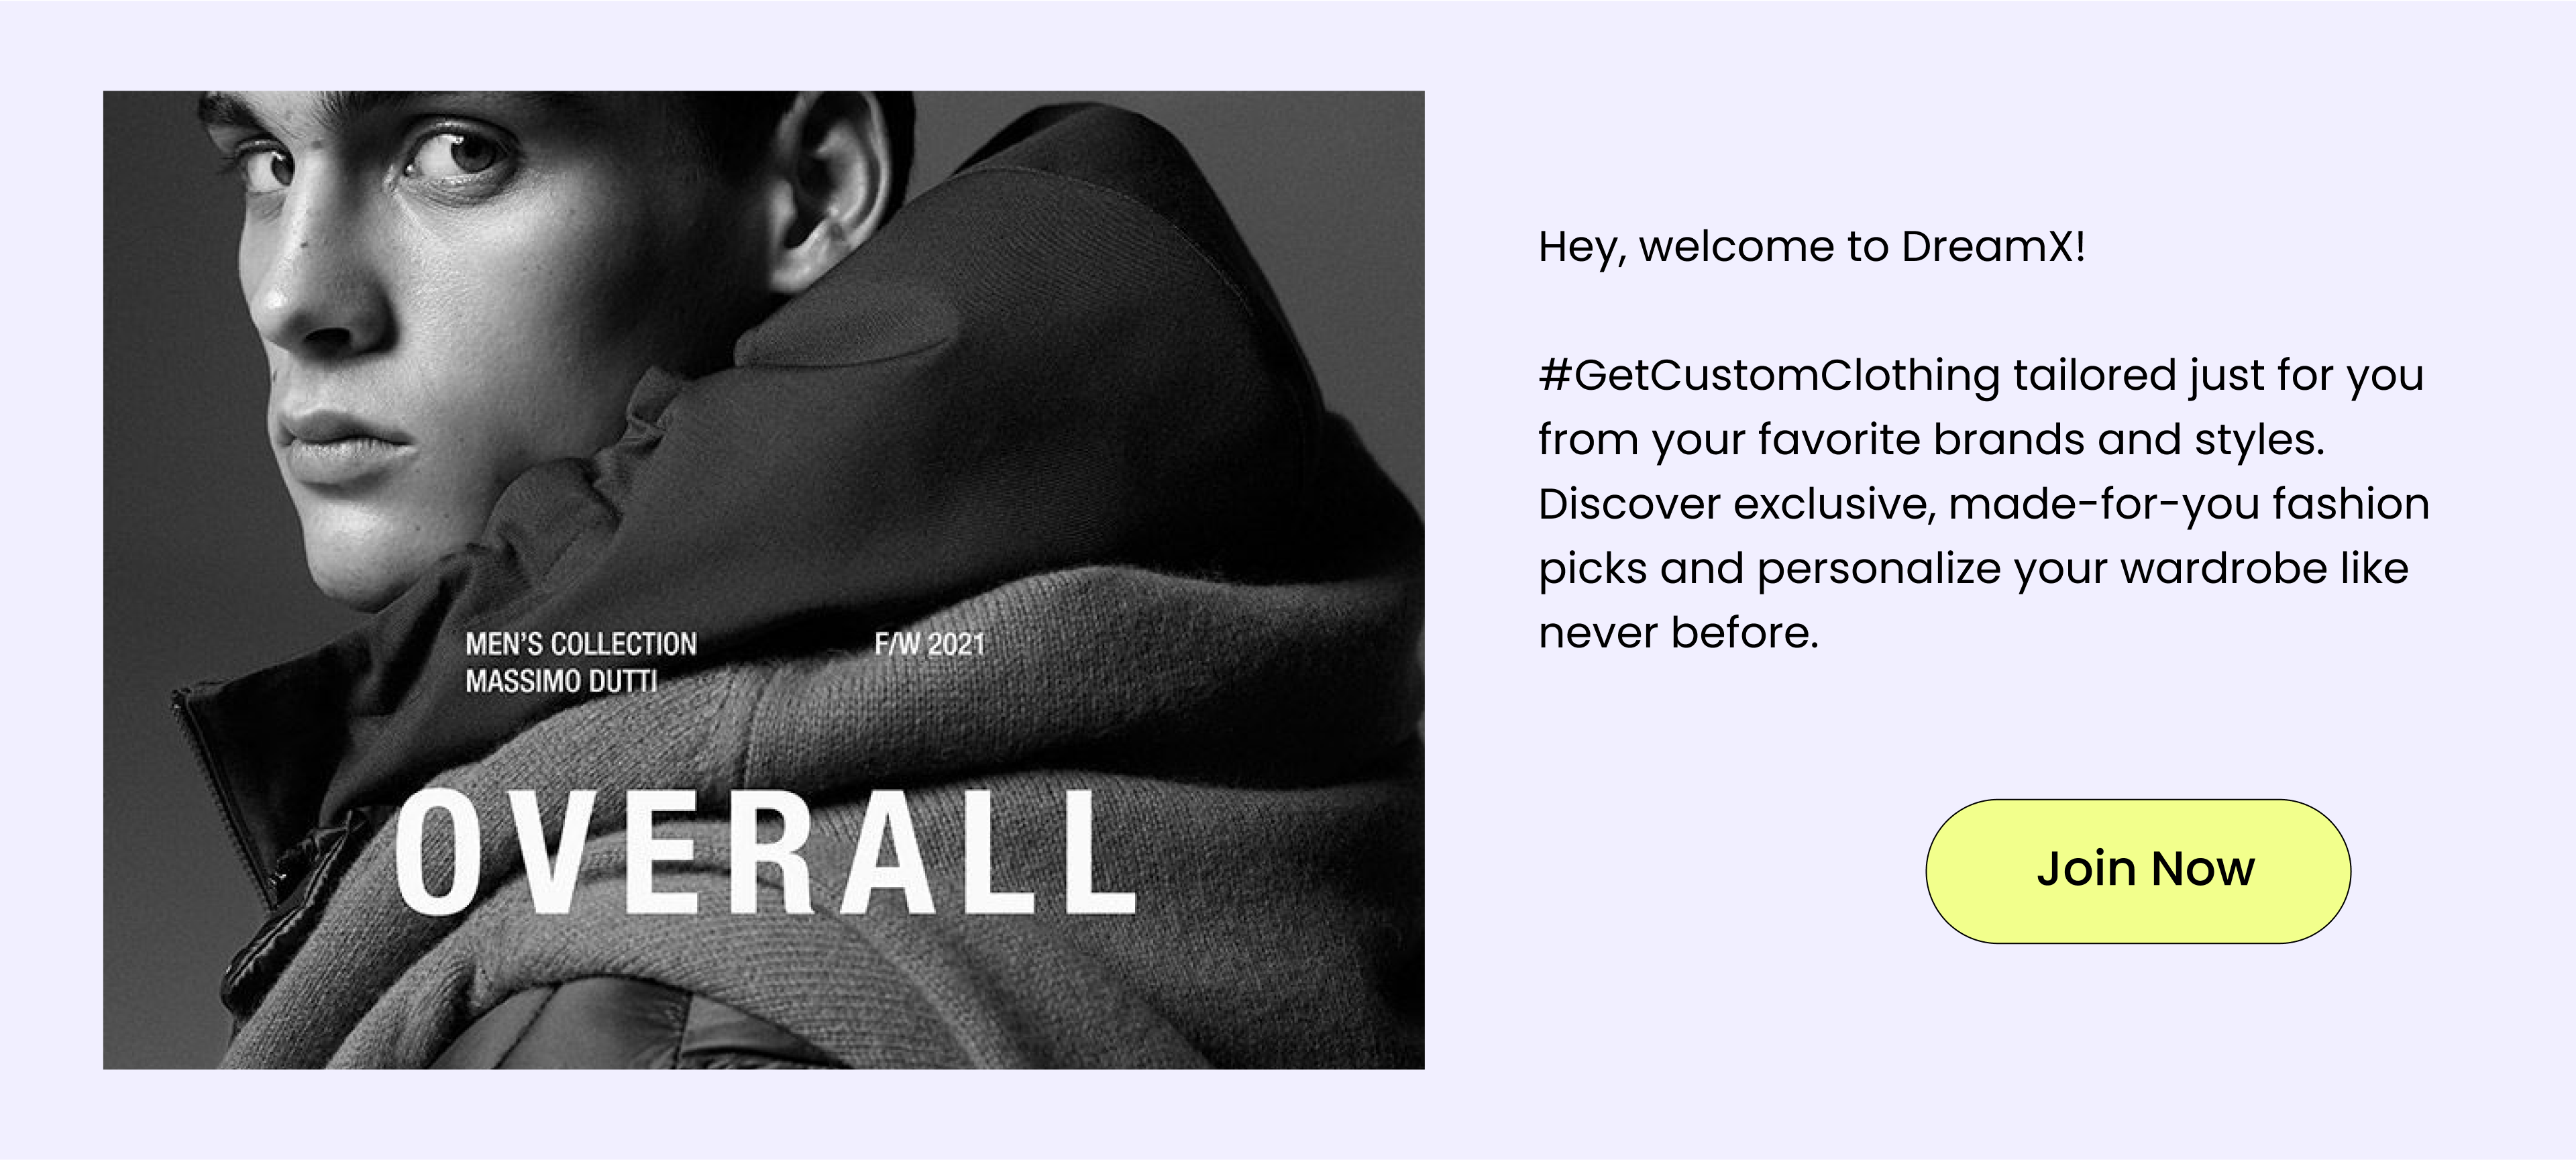 MEN'S COLLECTION F/W 2021
MASSIMO DUTTI
OVERALL
Hey, welcome to DreamX!
#GetCustomClothing tailored just for you
from your favorite brands and styles.
Discover exclusive, made-for-you fashion
picks and personalize your wardrobe like
never before.
Join Now